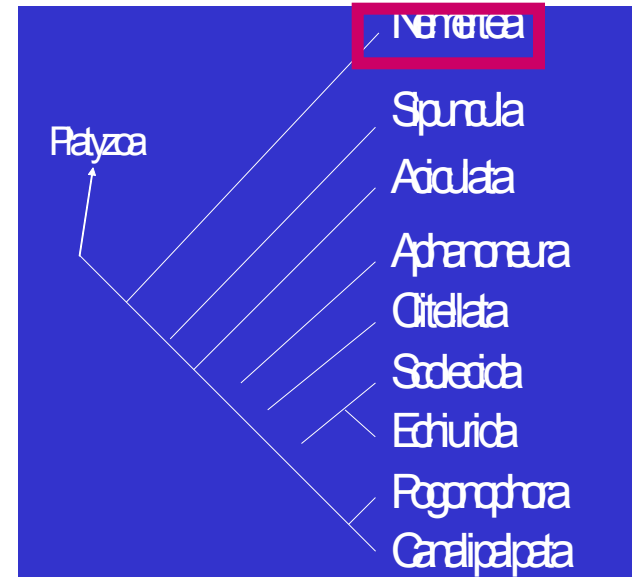 Nemertea
Sipuncula
Platyzoa
Aciculata
Aphanoneura
Clitellata
Scolecida
Echiurida
Pogonophora
Canalipalpata